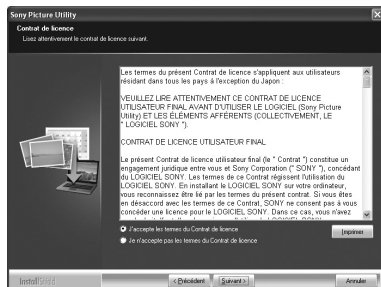 Sony Picture Utility
Contrat de licence
Lisez attentivement le contrat de licence suivant.
Les termes du présent Contrat de licence s'appliquent aux utilisateurs
résidant dans tous les pays à l'exception du Japon :
VEUILLEZ LIRE ATTENTIVEMENT CE CONTRAT DE LICENCE
UTILISATEUR FINAL AVANT D'UTILISER LE LOGICIEL (Sony Picture
Utility) ET LES ÉLÉMENTS AFFÉRENTS (COLLECTIVEMENT, LE
" LOGICIEL SONY ").
CONTRAT DE LICENCE UTILISATEUR FINAL
Le présent Contrat de licence utilisateur final (le " Contrat ") constitue un
engagement juridique entre vous et Sony Corporation (" SONY "), concédant
du LOGICIEL SONY. Les termes de ce Contrat régissent l'utilisation du
LOGICIEL SONY. En installant le LOGICIEL SONY sur votre ordinateur,
vous reconnaissez être lié par les termes du présent contrat. Si vous êtes
en désaccord avec les termes de ce Contrat, SONY ne consent pas à vous
concéder une licence pour le LOGICIEL SONY. Dans ce cas, vous n'avez
J'accepte les termes du Contrat de licence
Je n'accepte pas les termes du Contrat de licence
Imprimer
InstallShield
< Précédent
Suivant >
Annuler